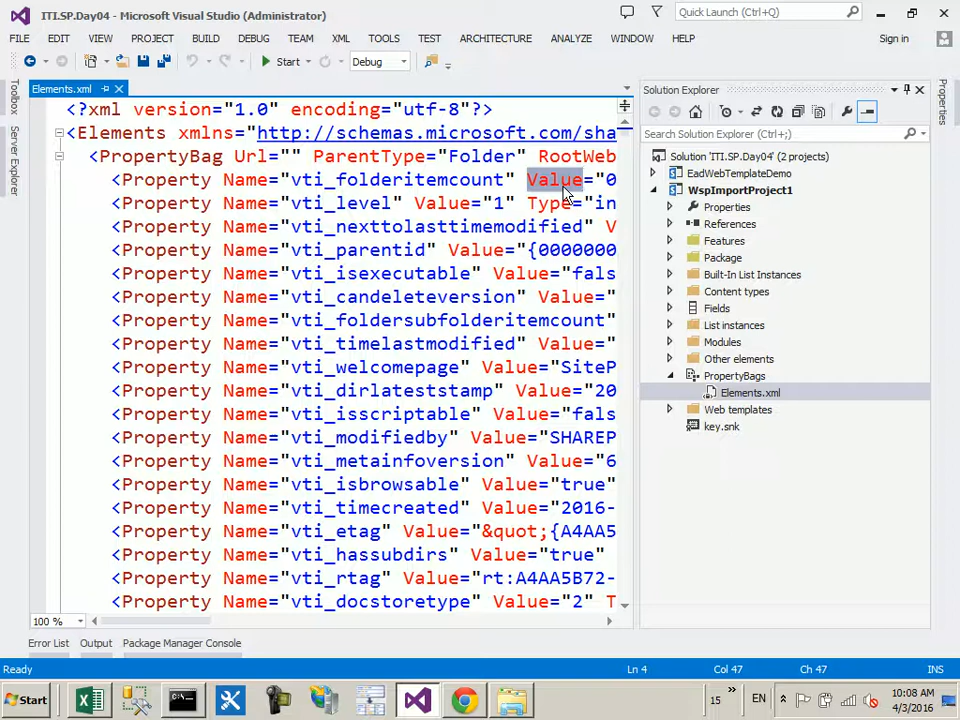 ITI.SP.Day04 - Microsoft Visual Studio (Administrator)
Quick Launch (Ctrl+Q)
FILE EDIT VIEW PROJECT BUILD DEBUG TEAM XML TOOLS TEST ARCHITECTURE ANALYZE WINDOW HELP Sign in
Start Debug
Toolbox
Server Explorer
Elements.xml
<?xml version="1.0" encoding="utf-8"?>
<Elements xmlns="http://schemas.microsoft.com/sha
<PropertyBag Url="" ParentType="Folder" RootWeb
<Property Name="vti_folderitemcount" Value="0
<Property Name="vti_level" Value="1" Type="in
<Property Name="vti_nexttolasttimemodified" V
<Property Name="vti_parentid" Value="{0000000
<Property Name="vti_isexecutable" Value="fals
<Property Name="vti_candeleteversion" Value="
<Property Name="vti_foldersubfolderitemcount"
<Property Name="vti_timelastmodified" Value="
<Property Name="vti_welcomepage" Value="SiteP
<Property Name="vti_dirlateststamp" Value="20
<Property Name="vti_isscriptable" Value="fals
<Property Name="vti_modifiedby" Value="SHAREP
<Property Name="vti_metainfoversion" Value="6
<Property Name="vti_isbrowsable" Value="true"
<Property Name="vti_timecreated" Value="2016-
<Property Name="vti_etag" Value="&quot;{A4AA5
<Property Name="vti_hassubdirs" Value="true"
<Property Name="vti_rtag" Value="rt:A4AA5B72-
<Property Name="vti_docstoretype" Value="2" T
100 %
Solution Explorer
Search Solution Explorer (Ctrl+;)
Solution 'ITI.SP.Day04' (2 projects)
EadWebTemplateDemo
WspImportProject1
Properties
References
Features
Package
Built-In List Instances
Content types
Fields
List instances
Modules
Other elements
PropertyBags
Elements.xml
Web templates
key.snk
Properties
Error List Output Package Manager Console
Ready Ln 4 Col 47 Ch 47 INS
Start 15 » EN 10:08 AM
4/3/2016